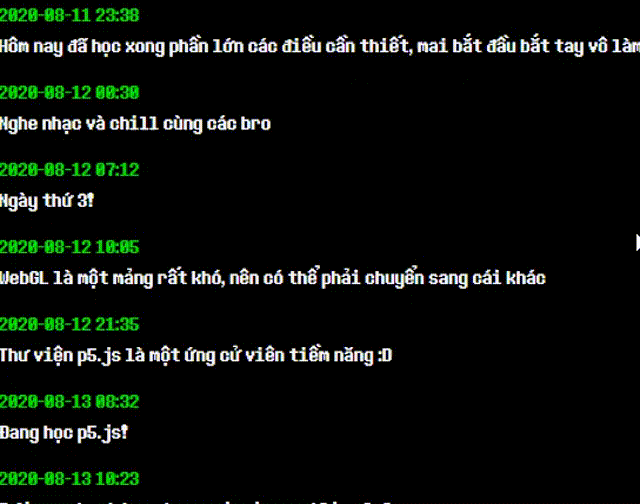 2020-08-11 23:38
Hôm nay đã học xong phần lớn các điều cần thiết, mai bắt đầu bắt tay vô làm
2020-08-12 00:30
Nghe nhạc và chill cùng các bro
2020-08-12 07:12
Ngày thứ 3!
2020-08-12 10:05
WebGL là một mảng rất khó, nên có thể phải chuyển sang cái khác
2020-08-12 21:35
Thư viện p5.js là một ứng cử viên tiềm năng :D
2020-08-13 08:32
Đang học p5.js!
2020-08-13 10:23